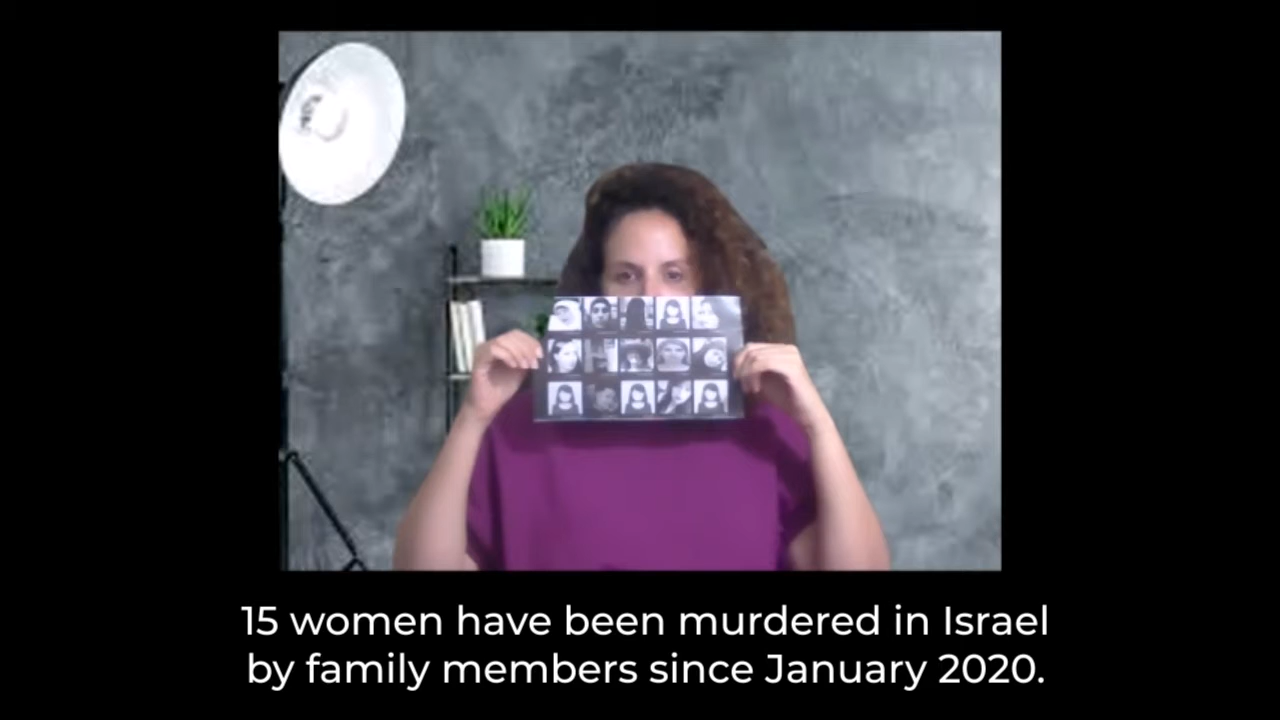 15 women have been murdered in Israel
by family members since January 2020.